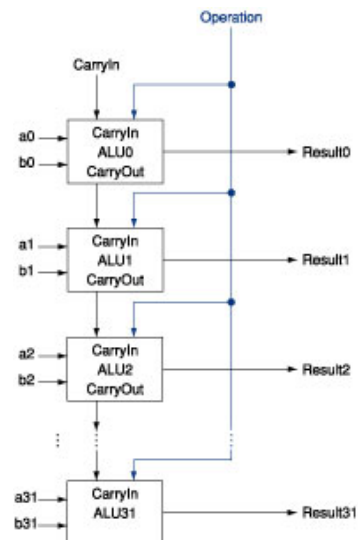 Operation
CarryIn
a0
b0
CarryIn
ALU0
CarryOut
Result0
a1
b1
CarryIn
ALU1
CarryOut
Result1
a2
b2
CarryIn
ALU2
CarryOut
Result2
a31
b31
CarryIn
ALU31
Result31